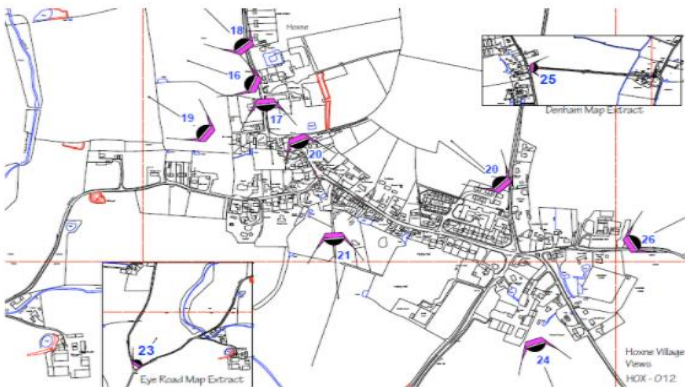 18
Hoxne
16
17
19
20
25
Denham Map Extract
20
21
26
23
Eye Road Map Extract
24
Hoxne Village
Views
HOX - 012